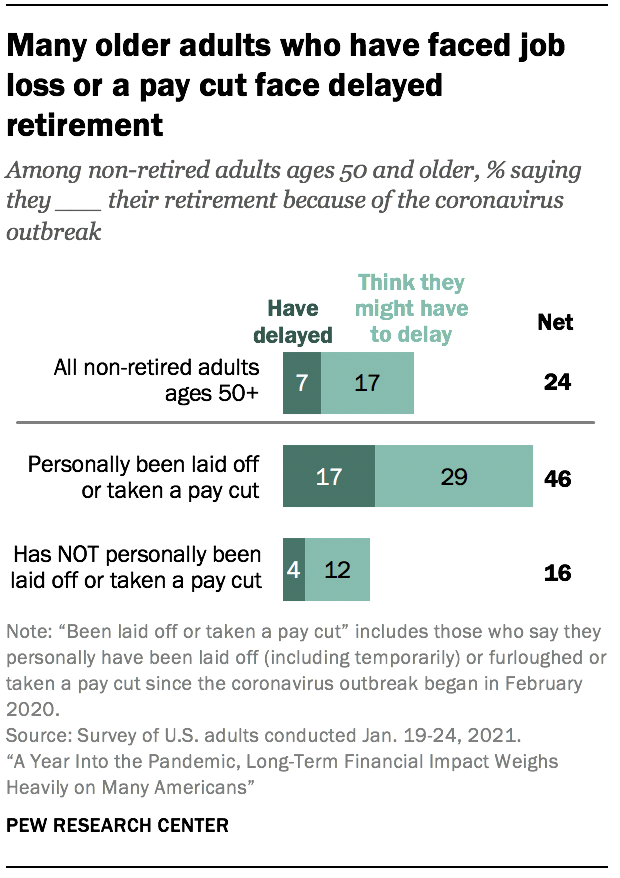 Many older adults who have faced job
loss or a pay cut face delayed
retirement
Among non-retired adults ages 50 and older, % saying
they ___ their retirement because of the coronavirus
outbreak
Have
delayed
Think they
might have
to delay
Net
All non-retired adults
ages 50+
7
17
24
Personally been laid off
or taken a pay cut
17
29
46
Has NOT personally been
laid off or taken a pay cut
4
12
16
Note: “Been laid off or taken a pay cut” includes those who say they
personally have been laid off (including temporarily) or furloughed or
taken a pay cut since the coronavirus outbreak began in February
2020.
Source: Survey of U.S. adults conducted Jan. 19-24, 2021.
“A Year Into the Pandemic, Long-Term Financial Impact Weighs
Heavily on Many Americans”
PEW RESEARCH CENTER